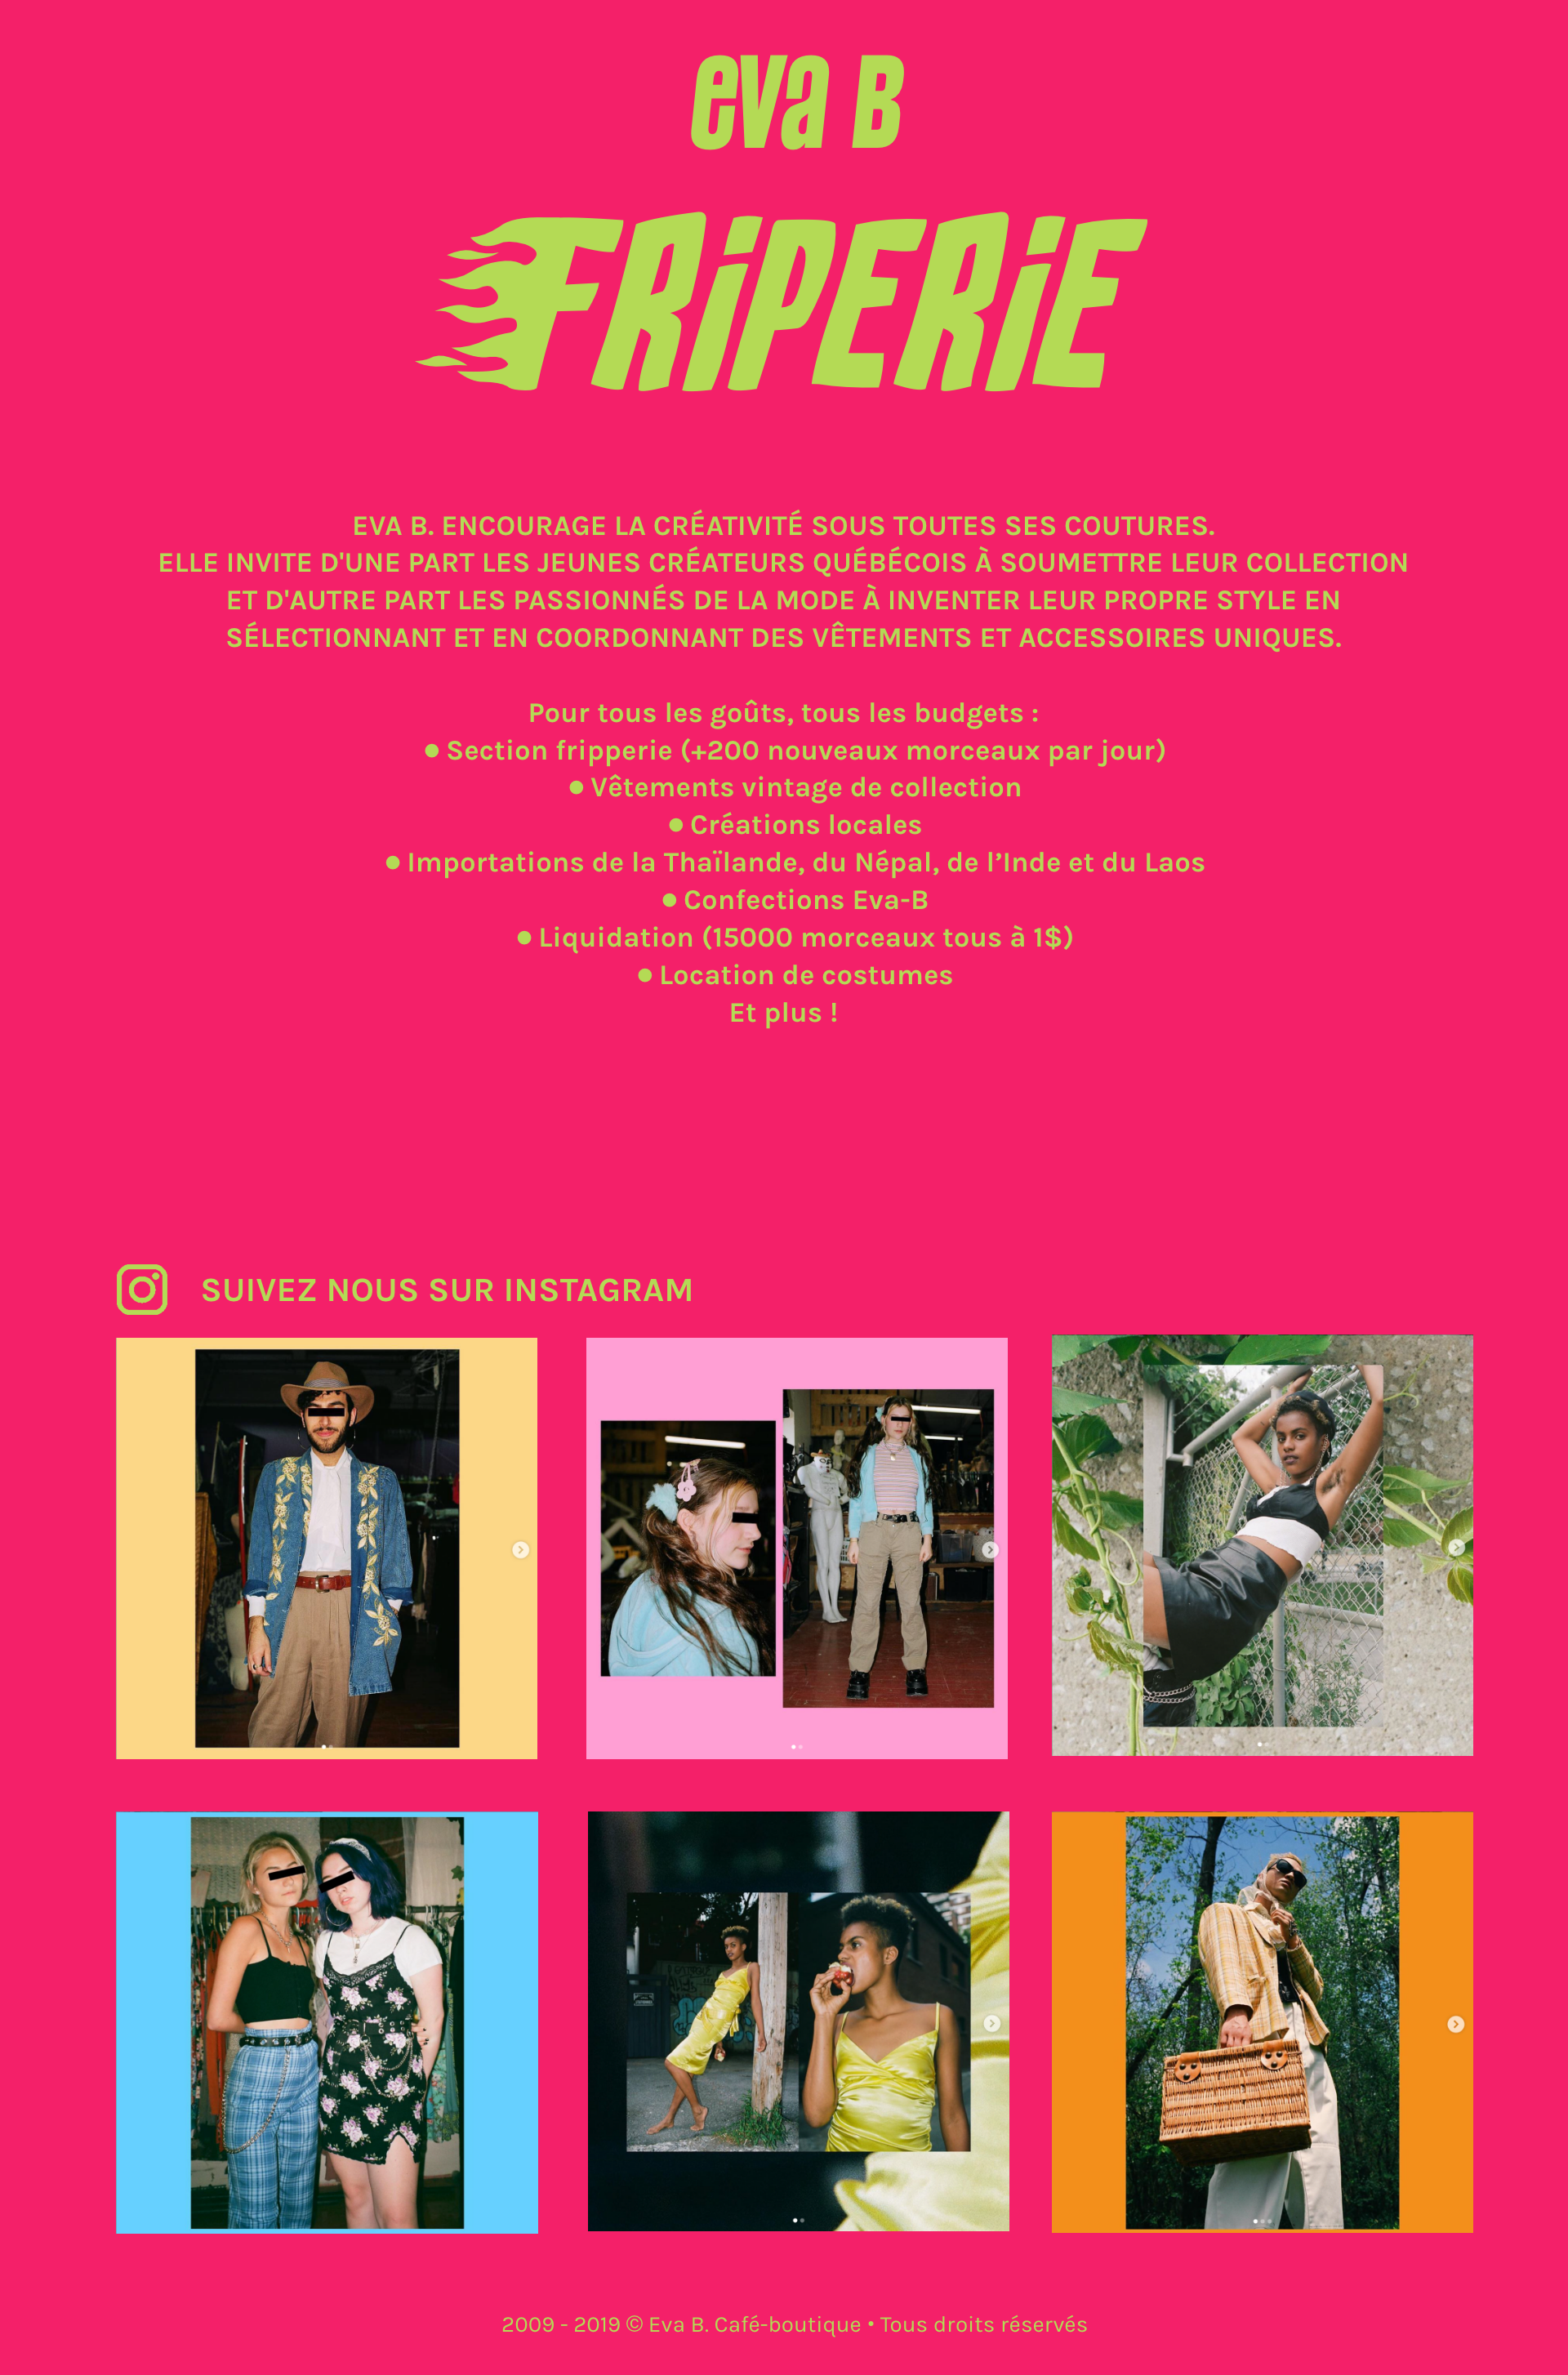 eva B
FRiPERiE
EVA B. ENCOURAGE LA CRÉATIVITÉ SOUS TOUTES SES COUTURES.
ELLE INVITE D'UNE PART LES JEUNES CRÉATEURS QUÉBÉCOIS À SOUMETTRE LEUR COLLECTION
ET D'AUTRE PART LES PASSIONNÉS DE LA MODE À INVENTER LEUR PROPRE STYLE EN
SÉLECTIONNANT ET EN COORDONNANT DES VÊTEMENTS ET ACCESSOIRES UNIQUES.
Pour tous les goûts, tous les budgets :
● Section fripperie (+200 nouveaux morceaux par jour)
● Vêtements vintage de collection
● Créations locales
● Importations de la Thaïlande, du Népal, de l’Inde et du Laos
● Confections Eva-B
● Liquidation (15000 morceaux tous à 1$)
● Location de costumes
Et plus !
SUIVEZ NOUS SUR INSTAGRAM
2009 - 2019 © Eva B. Café-boutique • Tous droits réservés